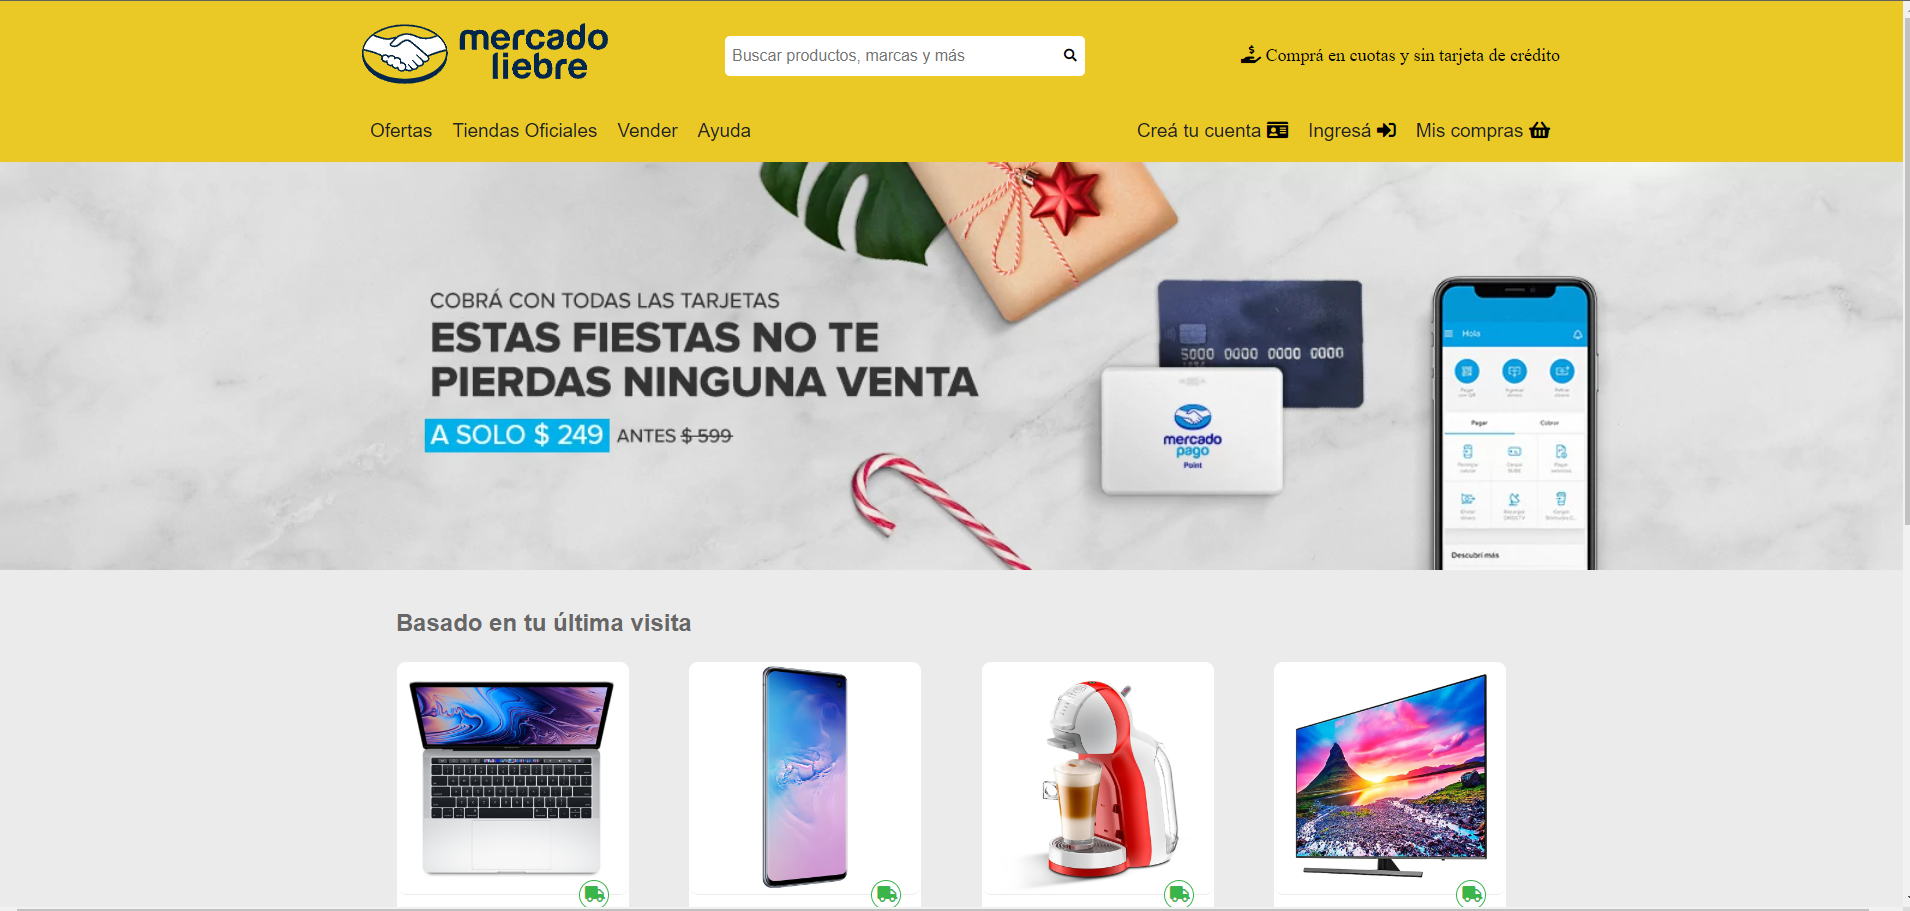 mercado
liebre
Buscar productos, marcas y más
Comprá en cuotas y sin tarjeta de crédito
Ofertas Tiendas Oficiales Vender Ayuda
Creá tu cuenta Ingresá Mis compras
COBRÁ CON TODAS LAS TARJETAS
ESTAS FIESTAS NO TE
PIERDAS NINGUNA VENTA
A SOLO $ 249 ANTES $ 599
5000 0000 0000 0000
mercado
pago
Point
Hola
Pagar Cobrar
Descubrí más
Basado en tu última visita